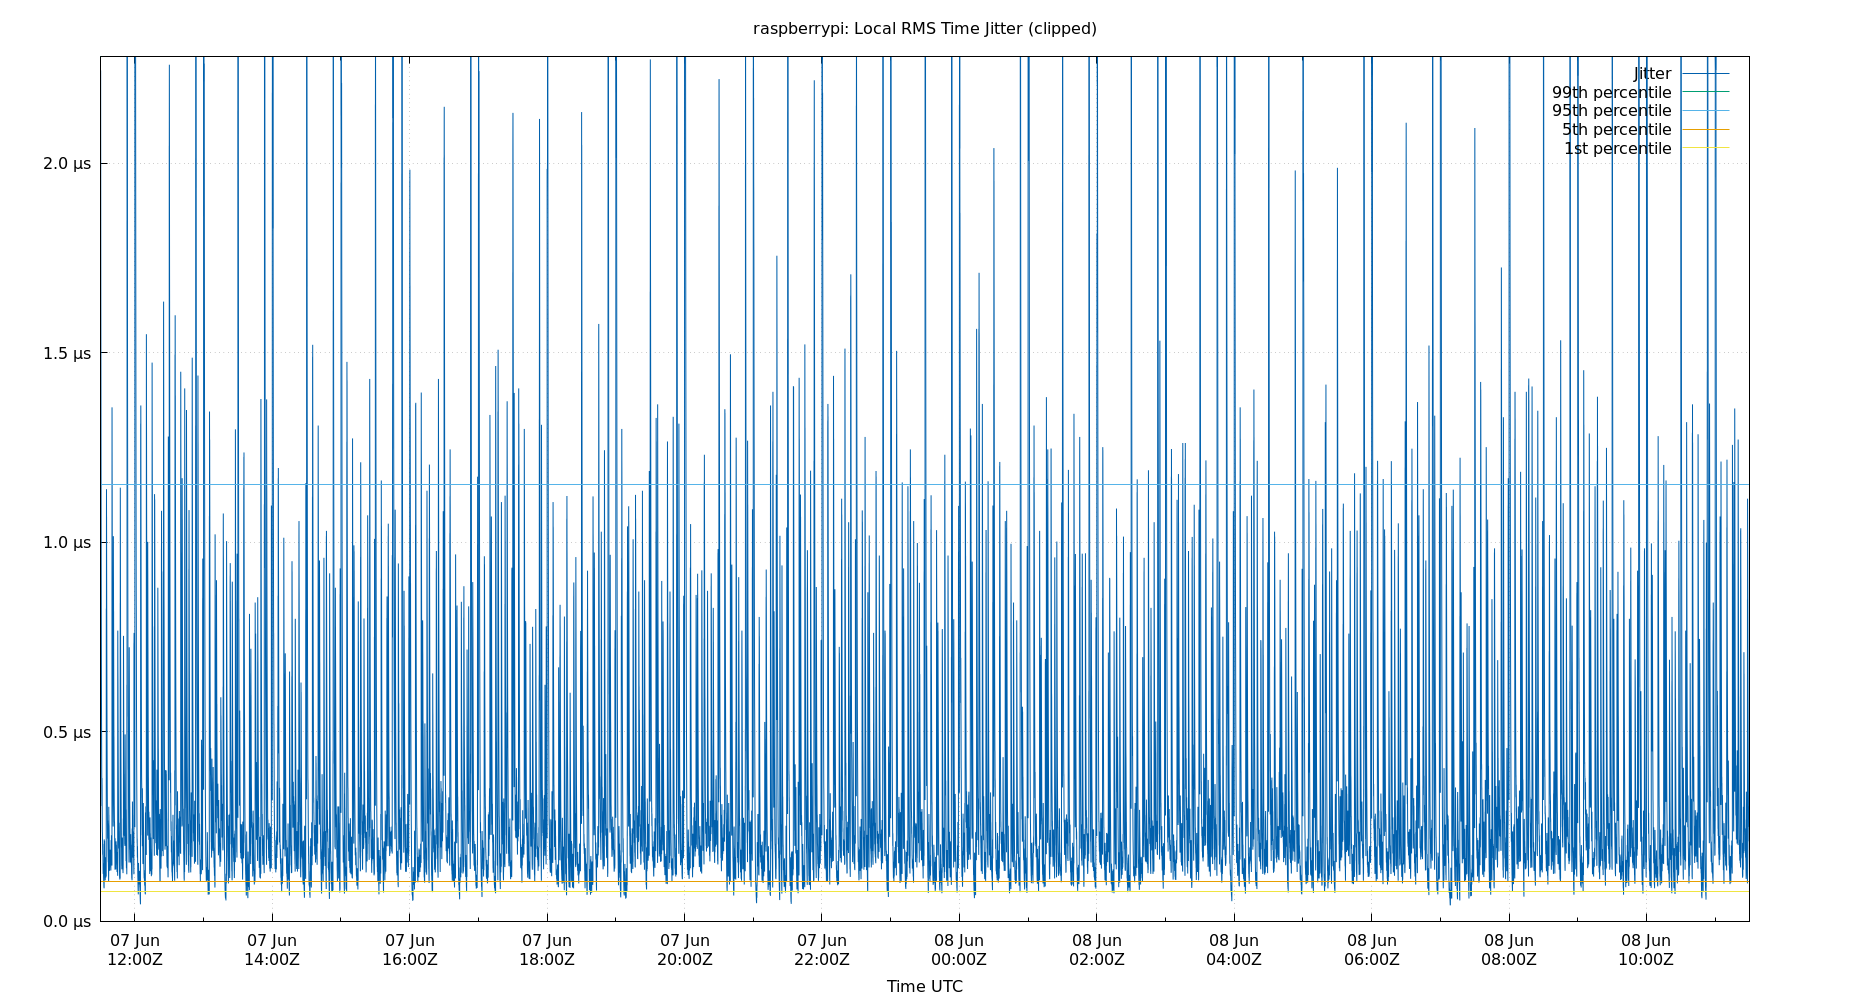 raspberrypi: Local RMS Time Jitter (clipped)
Jitter
99th percentile
95th percentile
5th percentile
1st percentile
2.0 µs
1.5 µs
1.0 µs
0.5 µs
0.0 µs
07 Jun 07 Jun 07 Jun 07 Jun 07 Jun 07 Jun 08 Jun 08 Jun 08 Jun 08 Jun 08 Jun 08 Jun
12:00Z 14:00Z 16:00Z 18:00Z 20:00Z 22:00Z 00:00Z 02:00Z 04:00Z 06:00Z 08:00Z 10:00Z
Time UTC